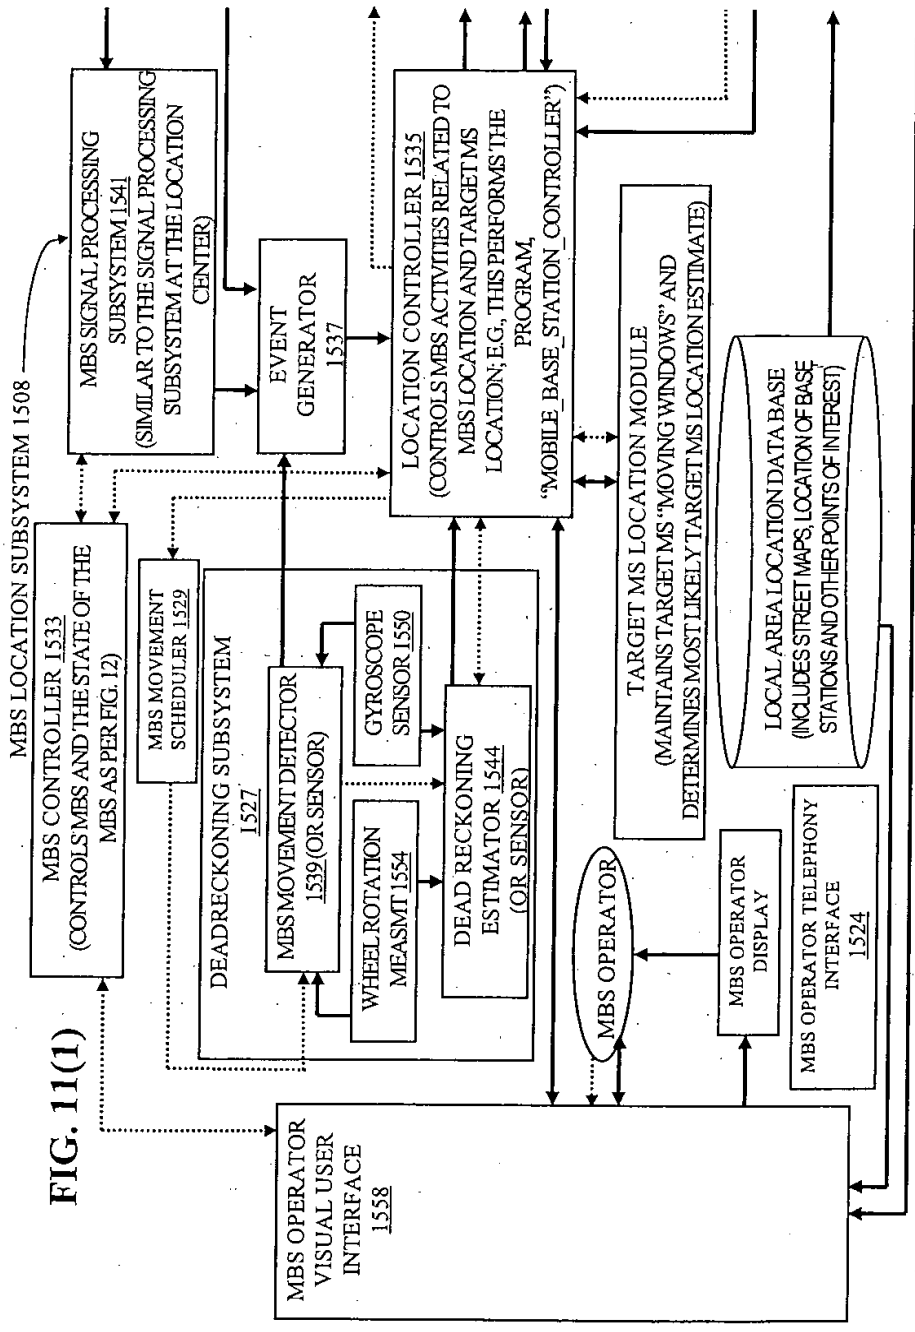 FIG. 11(1)
MBS LOCATION SUBSYSTEM 1508
MBS CONTROLLER 1533
(CONTROLS MBS AND THE STATE OF THE
MBS AS PER FIG. 12)
MBS SIGNAL PROCESSING
SUBSYSTEM 1541
(SIMILAR TO THE SIGNAL PROCESSING
SUBSYSTEM AT THE LOCATION
CENTER)
MBS MOVEMENT
SCHEDULER 1529
DEADRECKONING SUBSYSTEM
1527
MBS MOVEMENT DETECTOR
1539 (OR SENSOR)
GYROSCOPE
SENSOR 1550
WHEEL ROTATION
MEASMT 1554
DEAD RECKONING
ESTIMATOR 1544
(OR SENSOR)
EVENT
GENERATOR
1537
LOCATION CONTROLLER 1535
(CONTROLS MBS ACTIVITIES RELATED TO
MBS LOCATION AND TARGET MS
LOCATION; E.G, THIS PERFORMS THE
PROGRAM,
“MOBILE_BASE_STATION_CONTROLLER”)
MBS OPERATOR
VISUAL USER
INTERFACE
1558
MBS OPERATOR
MBS OPERATOR
DISPLAY
MBS OPERATOR TELEPHONY
INTERFACE
1524
TARGET MS LOCATION MODULE
(MAINTAINS TARGET MS “MOVING WINDOWS” AND
DETERMINES MOST LIKELY TARGET MS LOCATION ESTIMATE)
LOCAL AREA LOCATION DATA BASE
(INCLUDES STREET MAPS, LOCATION OF BASE
STATIONS AND OTHER POINTS OF INTEREST)